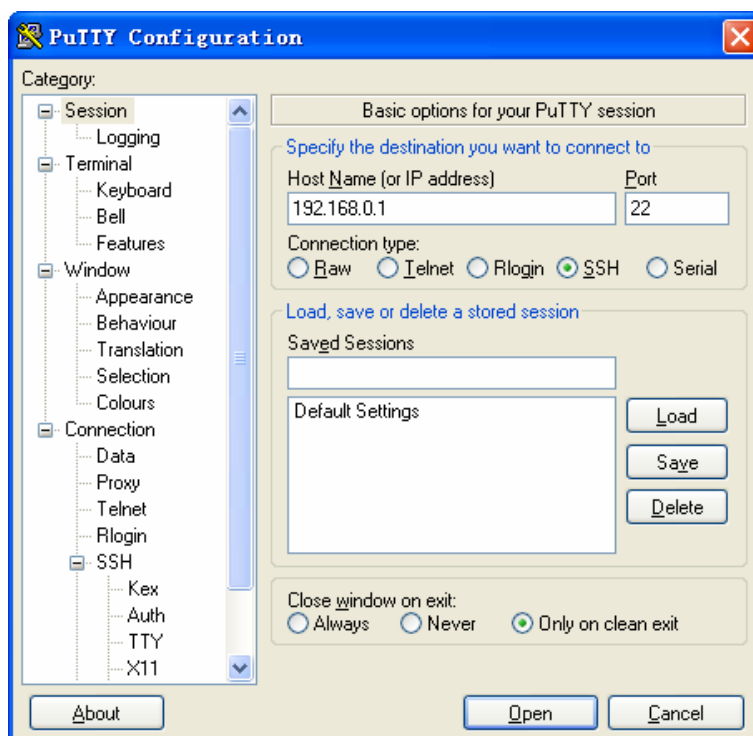 PuTTY Configuration
Category:
Session
Logging
Terminal
Keyboard
Bell
Features
Window
Appearance
Behaviour
Translation
Selection
Colours
Connection
Data
Proxy
Telnet
Rlogin
SSH
Kex
Auth
TTY
X11
Basic options for your PuTTY session
Specify the destination you want to connect to
Host Name (or IP address) Port
192.168.0.1 22
Connection type:
Raw Telnet Rlogin SSH Serial
Load, save or delete a stored session
Saved Sessions
Default Settings
Load
Save
Delete
Close window on exit:
Always Never Only on clean exit
About Open Cancel